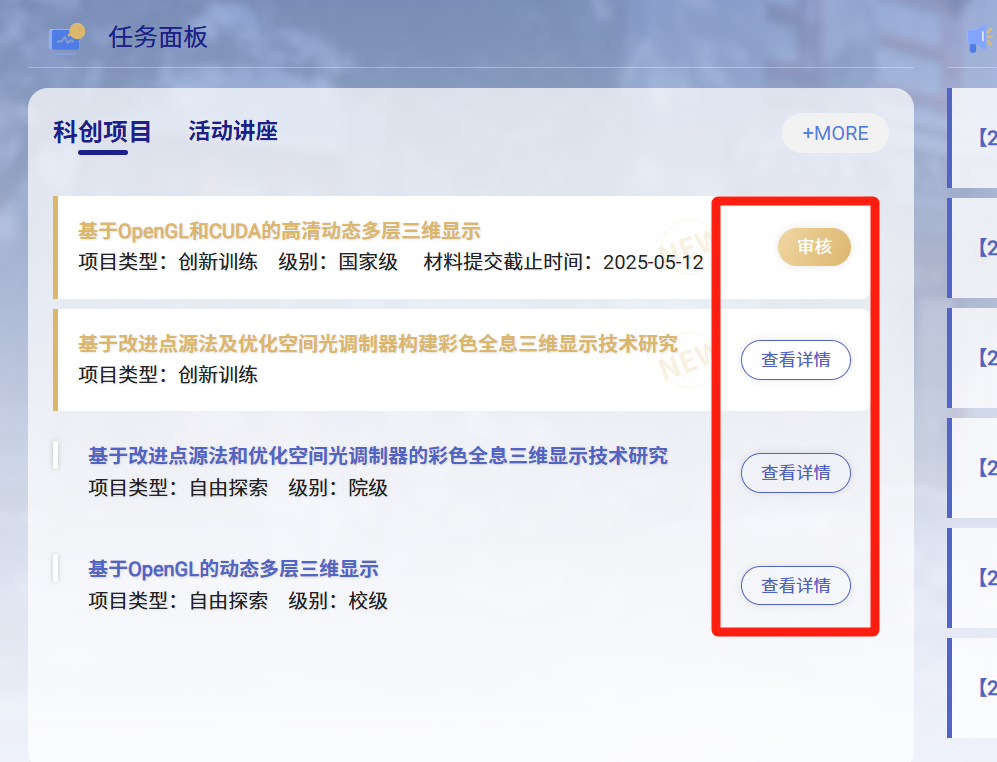 任务面板
科创项目 活动讲座 +MORE
基于OpenGL和CUDA的高清动态多层三维显示
项目类型：创新训练 级别：国家级 材料提交截止时间：2025-05-12
NEW
审核
基于改进点源法及优化空间光调制器构建彩色全息三维显示技术研究
项目类型：创新训练
NEW
查看详情
基于改进点源法和优化空间光调制器的彩色全息三维显示技术研究
项目类型：自由探索 级别：院级
查看详情
基于OpenGL的动态多层三维显示
项目类型：自由探索 级别：校级
查看详情
【2
【2
【2
【2
【2
【2